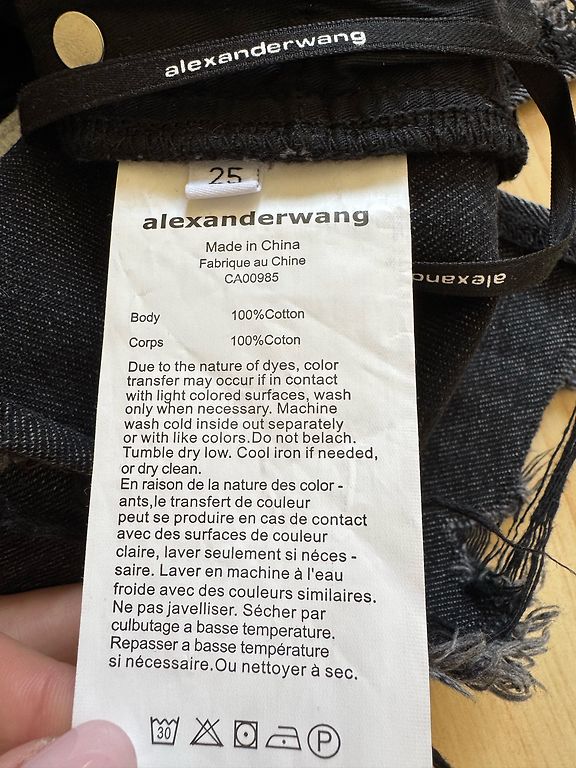 alexanderwang
25
alexanderwang
Made in China
Fabrique au Chine
CA00985
alexand
Body 100%Cotton
Corps 100%Coton
Due to the nature of dyes, color
transfer may occur if in contact
with light colored surfaces, wash
only when necessary. Machine
wash cold inside out separately
or with like colors.Do not belach.
Tumble dry low. Cool iron if needed,
or dry clean.
En raison de la nature des color -
ants,le transfert de couleur
peut se produire en cas de contact
avec des surfaces de couleur
claire, laver seulement si néces -
saire. Laver en machine à l'eau
froide avec des couleurs similaires.
Ne pas javelliser. Sécher par
culbutage a basse temperature.
Repasser a basse température
si nécessaire.Ou nettoyer à sec.
30 P